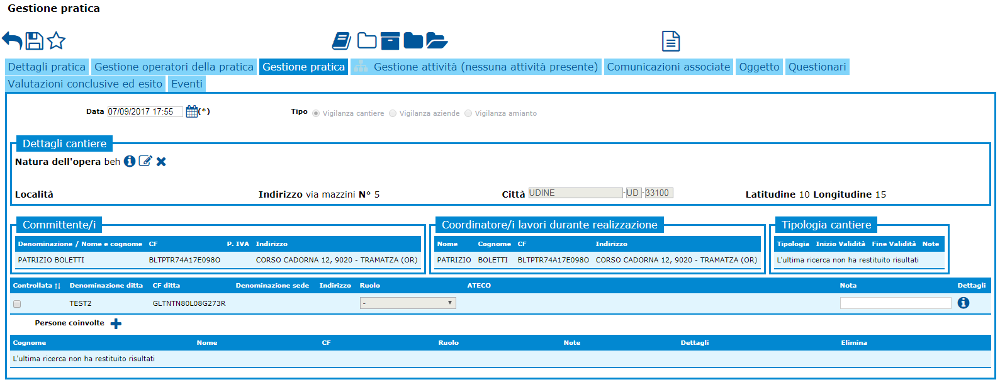 Gestione pratica
Dettagli pratica Gestione operatori della pratica Gestione pratica Gestione attività (nessuna attività presente) Comunicazioni associate Oggetto Questionari
Valutazioni conclusive ed esito Eventi
Data 07/09/2017 17:55 (*) Tipo Vigilanza cantiere Vigilanza aziende Vigilanza amianto
Dettagli cantiere
Natura dell'opera beh
Località Indirizzo via mazzini N° 5 Città UDINE -UD -33100 Latitudine 10 Longitudine 15
Committente/i Coordinatore/i lavori durante realizzazione Tipologia cantiere
Denominazione / Nome e cognome CF P. IVA Indirizzo Nome Cognome CF Indirizzo Tipologia Inizio Validità Fine Validità Note
PATRIZIO BOLETTI BLTPTR74A17E098O CORSO CADORNA 12, 9020 - TRAMATZA (OR) PATRIZIO BOLETTI BLTPTR74A17E098O CORSO CADORNA 12, 9020 - TRAMATZA (OR) L'ultima ricerca non ha restituito risultati
Controllata ↑↓ Denominazione ditta CF ditta Denominazione sede Indirizzo Ruolo ATECO Nota Dettagli
TEST2 GLTNTN80L08G273R -
Persone coinvolte
Cognome Nome CF Ruolo Note Dettagli Elimina
L'ultima ricerca non ha restituito risultati